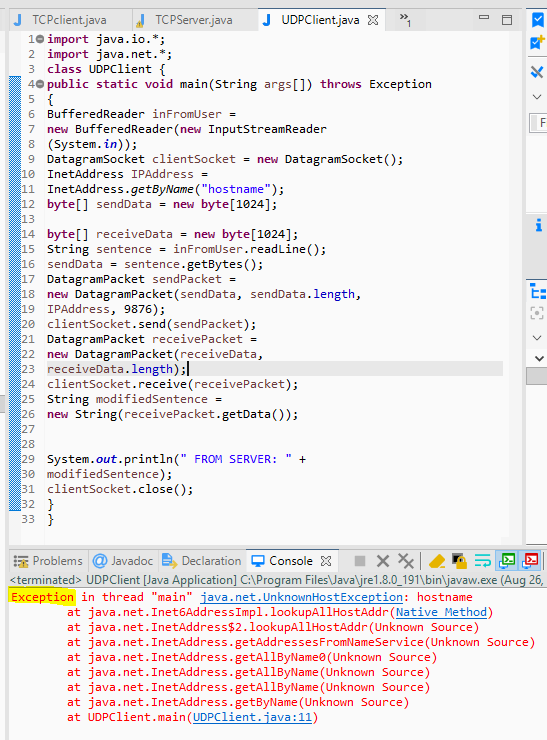 TCPclient.java TCPServer.java UDPClient.java »1
1 import java.io.*;
2 import java.net.*;
3 class UDPClient {
4 public static void main(String args[]) throws Exception
5 {
6 BufferedReader inFromUser =
7 new BufferedReader(new InputStreamReader
8 (System.in));
9 DatagramSocket clientSocket = new DatagramSocket();
10 InetAddress IPAddress =
11 InetAddress.getByName("hostname");
12 byte[] sendData = new byte[1024];
13
14 byte[] receiveData = new byte[1024];
15 String sentence = inFromUser.readLine();
16 sendData = sentence.getBytes();
17 DatagramPacket sendPacket =
18 new DatagramPacket(sendData, sendData.length,
19 IPAddress, 9876);
20 clientSocket.send(sendPacket);
21 DatagramPacket receivePacket =
22 new DatagramPacket(receiveData,
23 receiveData.length);
24 clientSocket.receive(receivePacket);
25 String modifiedSentence =
26 new String(receivePacket.getData());
27
28
29 System.out.println(" FROM SERVER: " +
30 modifiedSentence);
31 clientSocket.close();
32 }
33 }
F
Problems @ Javadoc Declaration Console
<terminated> UDPClient [Java Application] C:\Program Files\Java\jre1.8.0_191\bin\javaw.exe (Aug 26,
Exception in thread "main" java.net.UnknownHostException: hostname
at java.net.Inet6AddressImpl.lookupAllHostAddr(Native Method)
at java.net.InetAddress$2.lookupAllHostAddr(Unknown Source)
at java.net.InetAddress.getAddressesFromNameService(Unknown Source)
at java.net.InetAddress.getAllByName0(Unknown Source)
at java.net.InetAddress.getAllByName(Unknown Source)
at java.net.InetAddress.getAllByName(Unknown Source)
at java.net.InetAddress.getByName(Unknown Source)
at UDPClient.main(UDPClient.java:11)